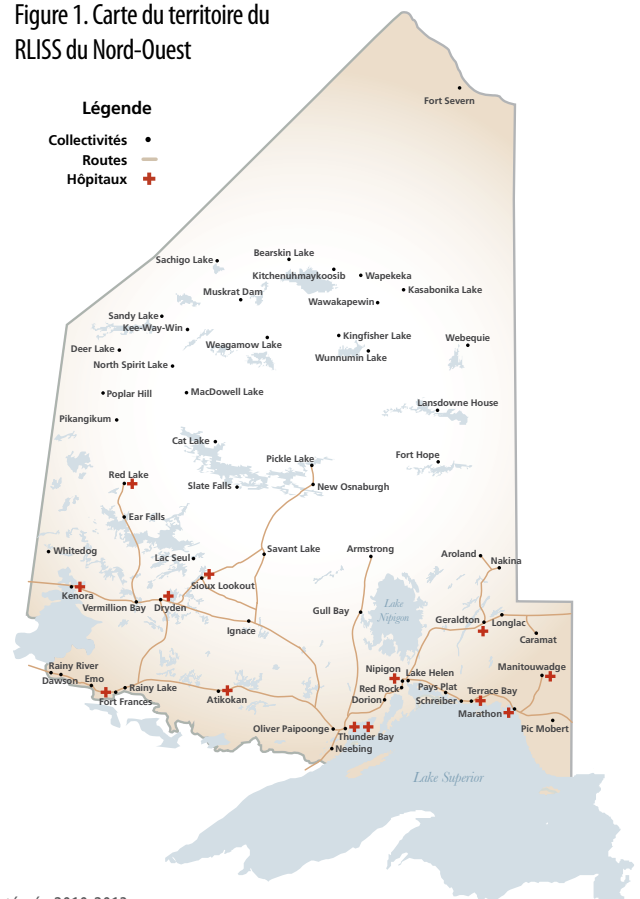 Figure 1. Carte du territoire du
RLISS du Nord-Ouest
Légende
Collectivités
Routes
Hôpitaux
Fort Severn
Bearskin Lake
Sachigo Lake
Kitchenuhmaykoosib
Wapekeka
Muskrat Dam
Kasabonika Lake
Wawakapewin
Sandy Lake
Kee-Way-Win
Kingfisher Lake
Webequie
Weagamow Lake
Deer Lake
Wunnumin Lake
North Spirit Lake
Poplar Hill
MacDowell Lake
Lansdowne House
Pikangikum
Cat Lake
Pickle Lake
Fort Hope
Red Lake
Slate Falls
New Osnaburgh
Ear Falls
Whitedog
Lac Seul
Savant Lake
Armstrong
Aroland
Nakina
Sioux Lookout
Kenora
Vermillion Bay
Dryden
Gull Bay
Lake
Nipigon
Ignace
Geraldton
Longlac
Caramat
Rainy River
Dawson
Emo
Rainy Lake
Fort Frances
Atikokan
Nipigon
Lake Helen
Manitouwadge
Red Rock
Pays Plat
Terrace Bay
Dorion
Schreiber
Marathon
Oliver Paipoonge
Thunder Bay
Pic Mobert
Neebing
Lake Superior
2010-2013